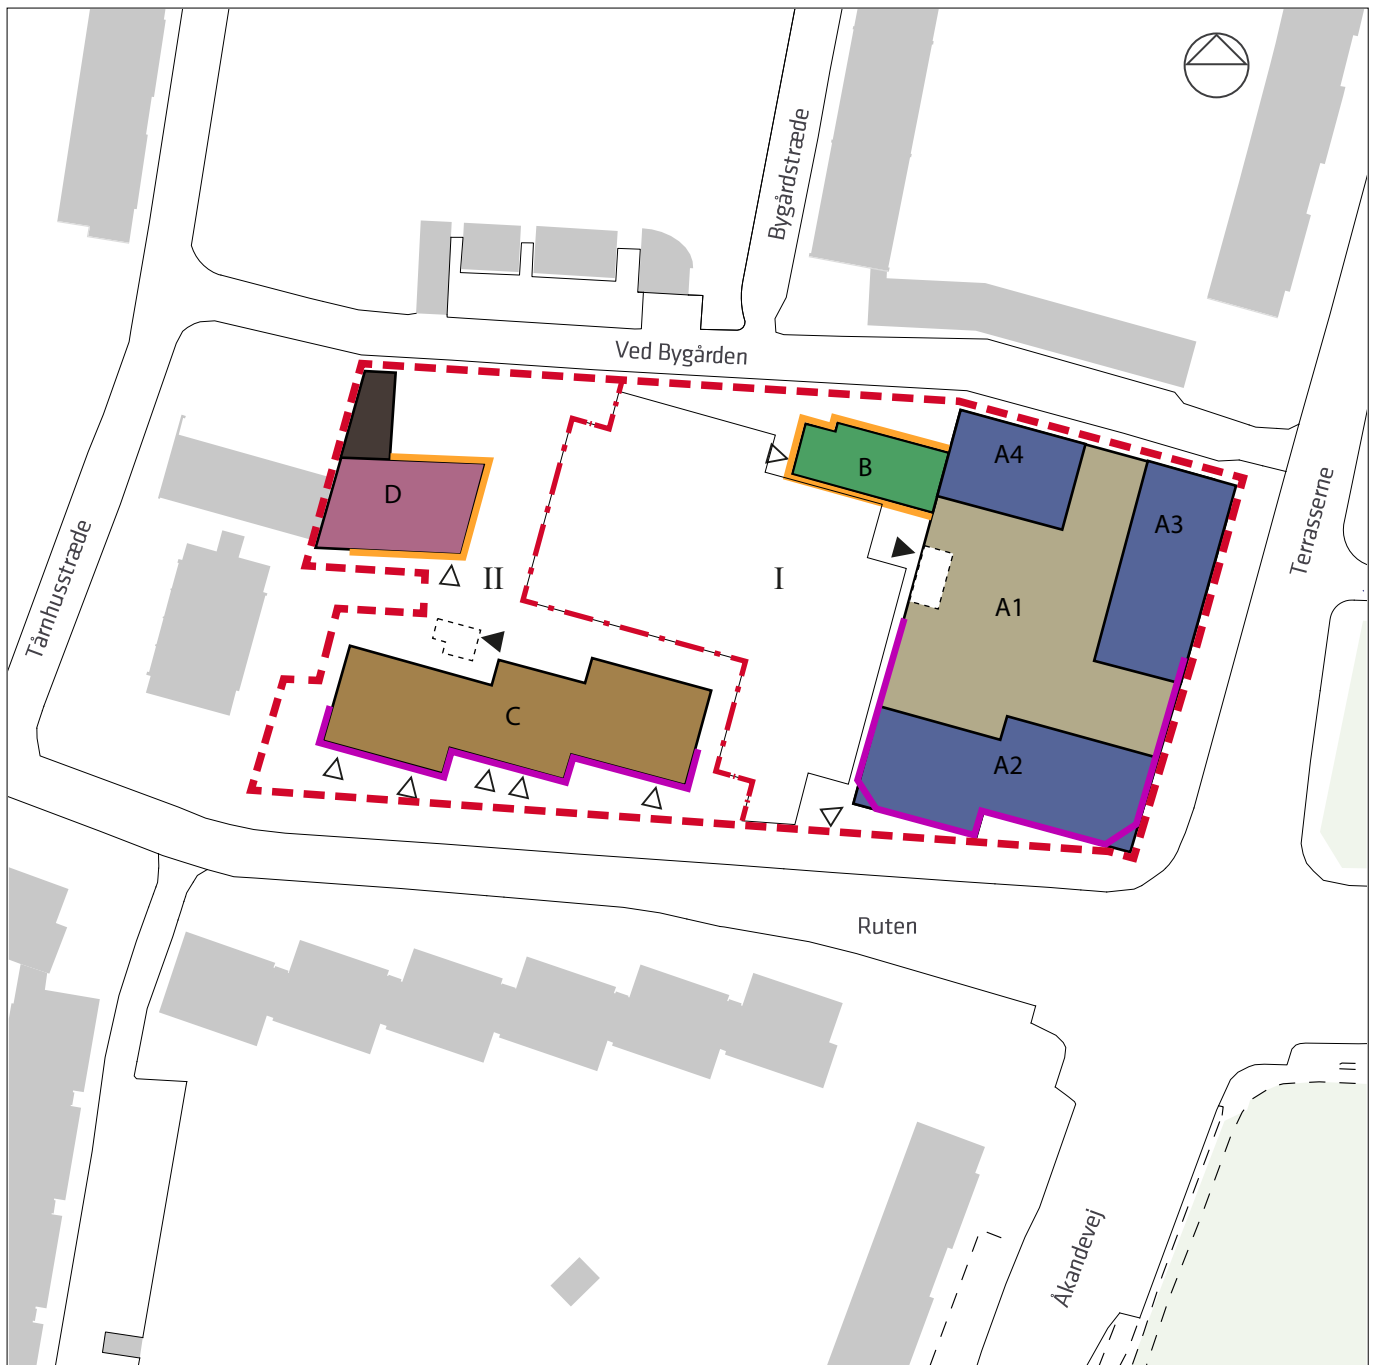 Bygårdstræde
Ved Bygården
A4
B
D
A3
Terrasserne
Tårnhusstræde
II
I
A1
C
A2
Ruten
Åkandevej